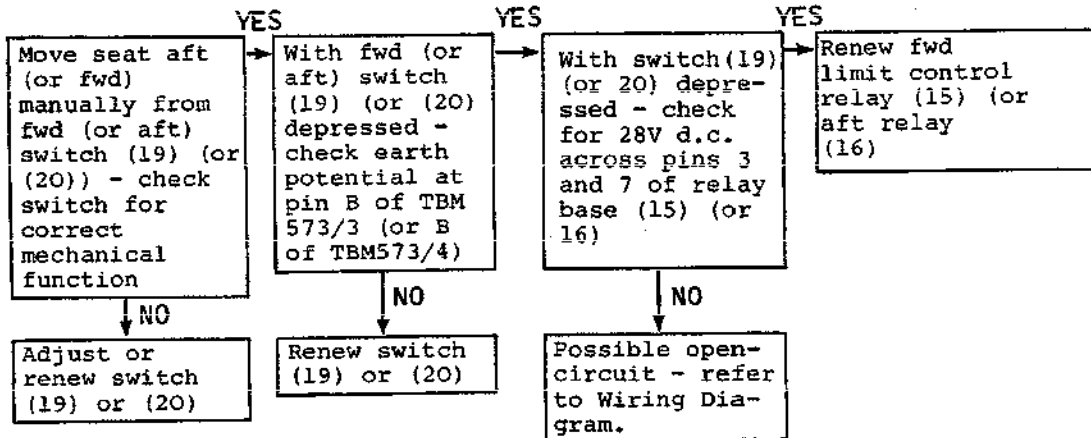 YES
YES
YES
Move seat aft
(or fwd)
manually from
fwd (or aft)
switch (19) (or
(20)) - check
switch for
correct
mechanical
function
With fwd (or
aft) switch
(19) (or (20)
depressed -
check earth
potential at
pin B of TBM
573/3 (or B
of TBM573/4)
With switch(19)
(or 20) depre-
ssed - check
for 28V d.c.
across pins 3
and 7 of relay
base (15) (or
16)
Renew fwd
limit control
relay (15) (or
aft relay
(16)
NO
NO
NO
Adjust or
renew switch
(19) or (20)
Renew switch
(19) or (20)
Possible open-
circuit - refer
to Wiring Dia-
gram.